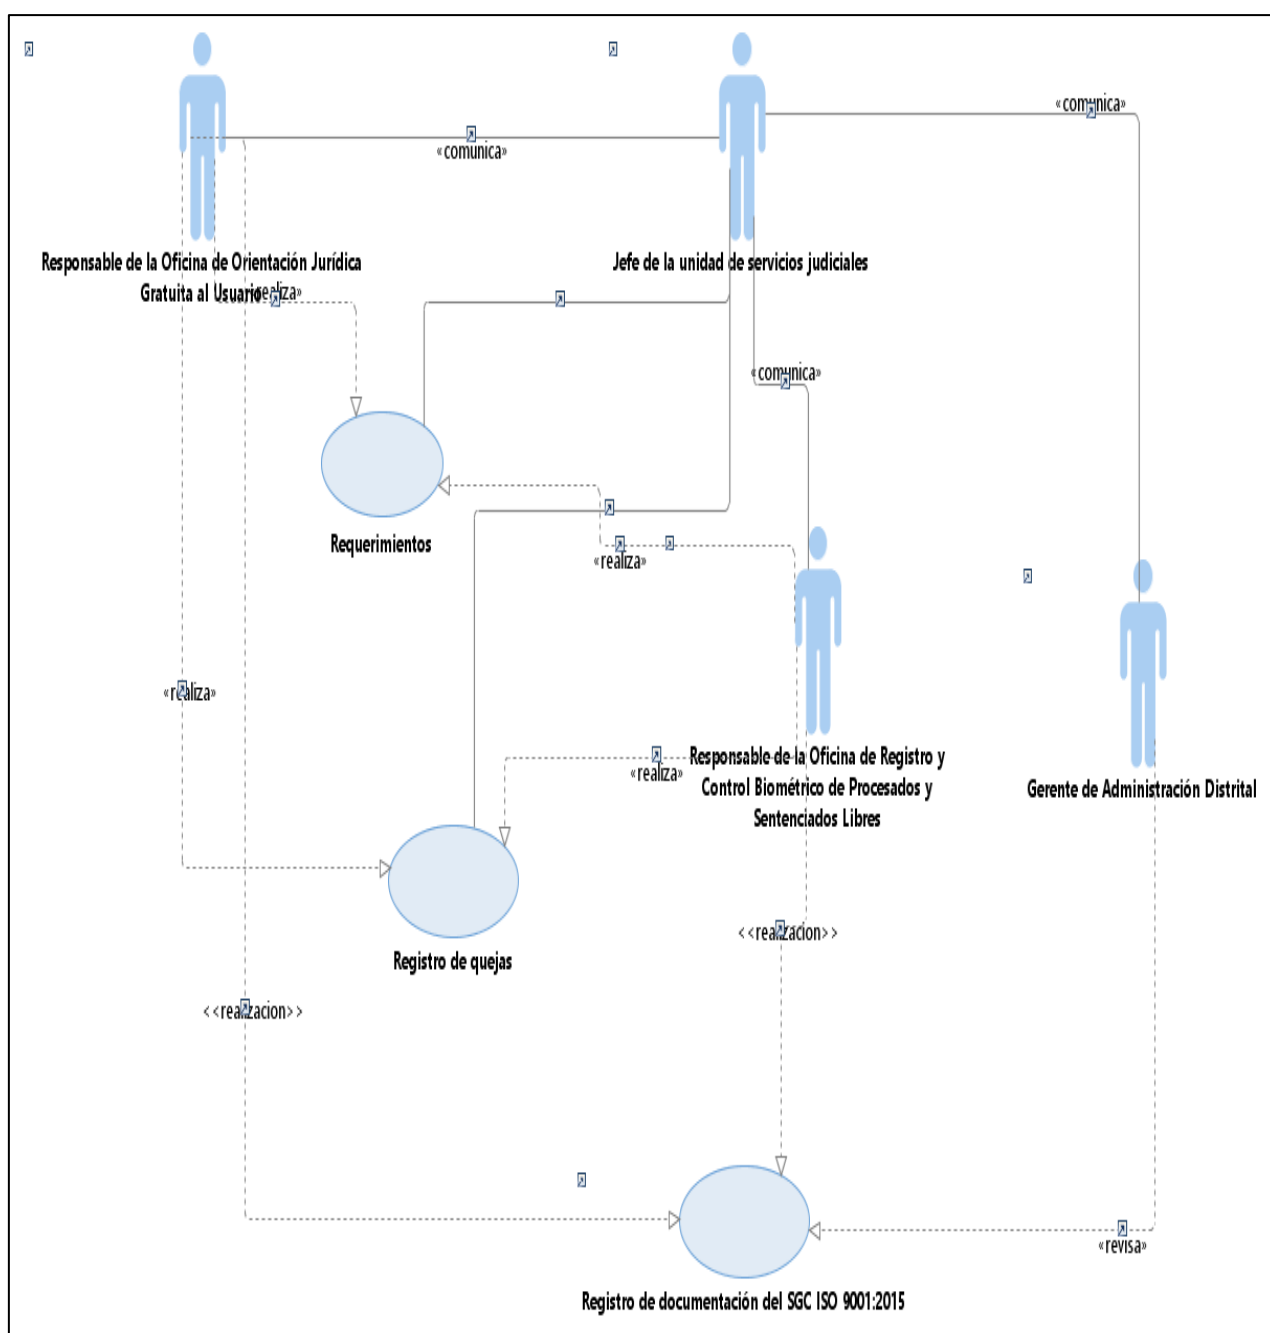 «comunica»
«comunica»
Responsable de la Oficina de Orientación Jurídica
Gratuita al Usuario
«realiza»
Jefe de la unidad de servicios judiciales
«comunica»
Requerimientos
«realiza»
«realiza»
Responsable de la Oficina de Registro y
Control Biométrico de Procesados y
Sentenciados Libres
«realiza»
Gerente de Administración Distrital
<<realizacion>>
Registro de quejas
<<realizacion>>
«revisa»
Registro de documentación del SGC ISO 9001:2015